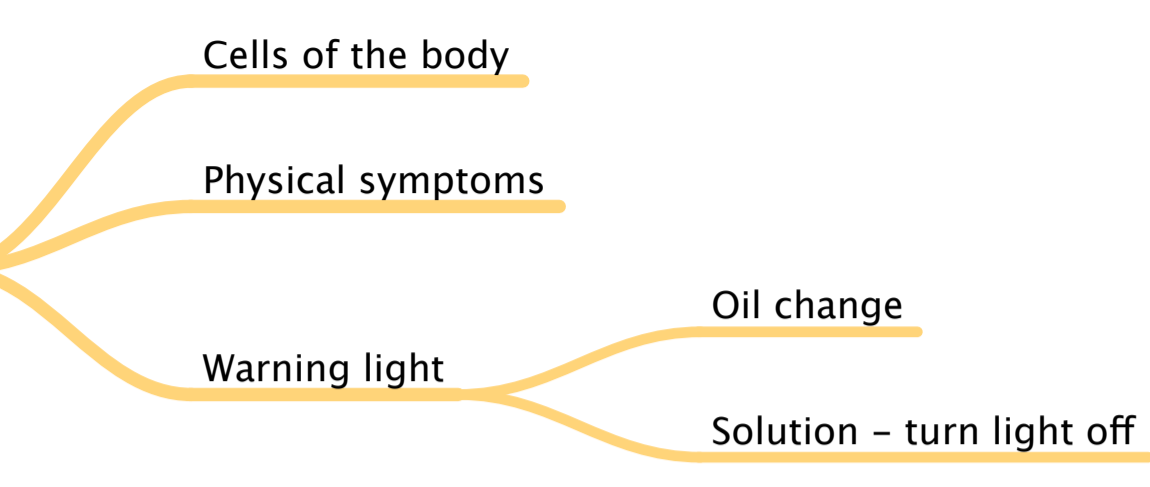 Cells of the body
Physical symptoms
Oil change
Warning light
Solution – turn light off